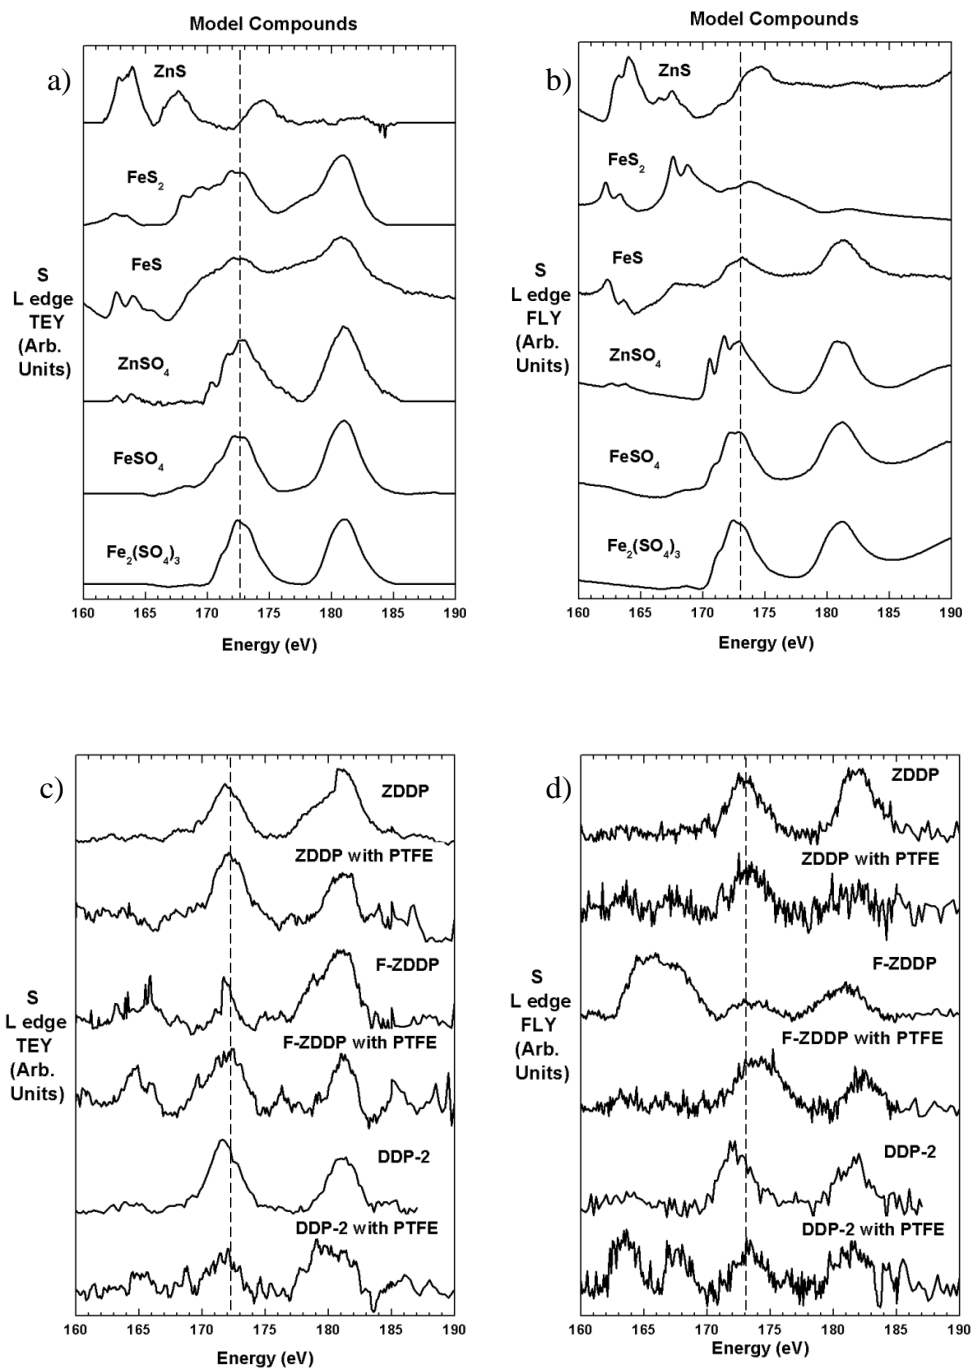 Model Compounds
a)
ZnS
FeS2
FeS
ZnSO4
FeSO4
Fe2(SO4)3
S
L edge
TEY
(Arb.
Units)
160 165 170 175 180 185 190
Energy (eV)
Model Compounds
b)
ZnS
FeS2
FeS
ZnSO4
FeSO4
Fe2(SO4)3
S
L edge
FLY
(Arb.
Units)
160 165 170 175 180 185 190
Energy (eV)
c)
ZDDP
ZDDP with PTFE
F-ZDDP
F-ZDDP with PTFE
DDP-2
DDP-2 with PTFE
S
L edge
TEY
(Arb.
Units)
160 165 170 175 180 185 190
Energy (eV)
d)
ZDDP
ZDDP with PTFE
F-ZDDP
F-ZDDP with PTFE
DDP-2
DDP-2 with PTFE
S
L edge
FLY
(Arb.
Units)
160 165 170 175 180 185 190
Energy (eV)